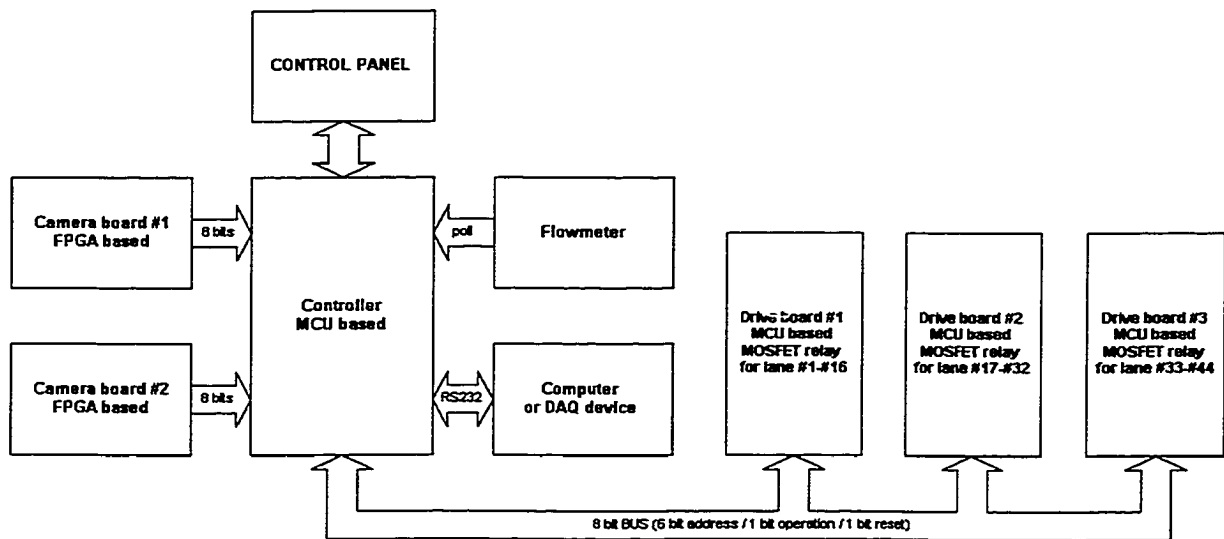 CONTROL PANEL
Camera board #1
FPGA based
8 bits
Controller
MCU based
poll
Flowmeter
Camera board #2
FPGA based
8 bits
RS232
Computer
or DAQ device
Drive board #1
MCU based
MOSFET relay
for lane #1-#16
Drive board #2
MCU based
MOSFET relay
for lane #17-#32
Drive board #3
MCU based
MOSFET relay
for lane #33-#44
8 bit BUS (6 bit address / 1 bit operation / 1 bit reset)